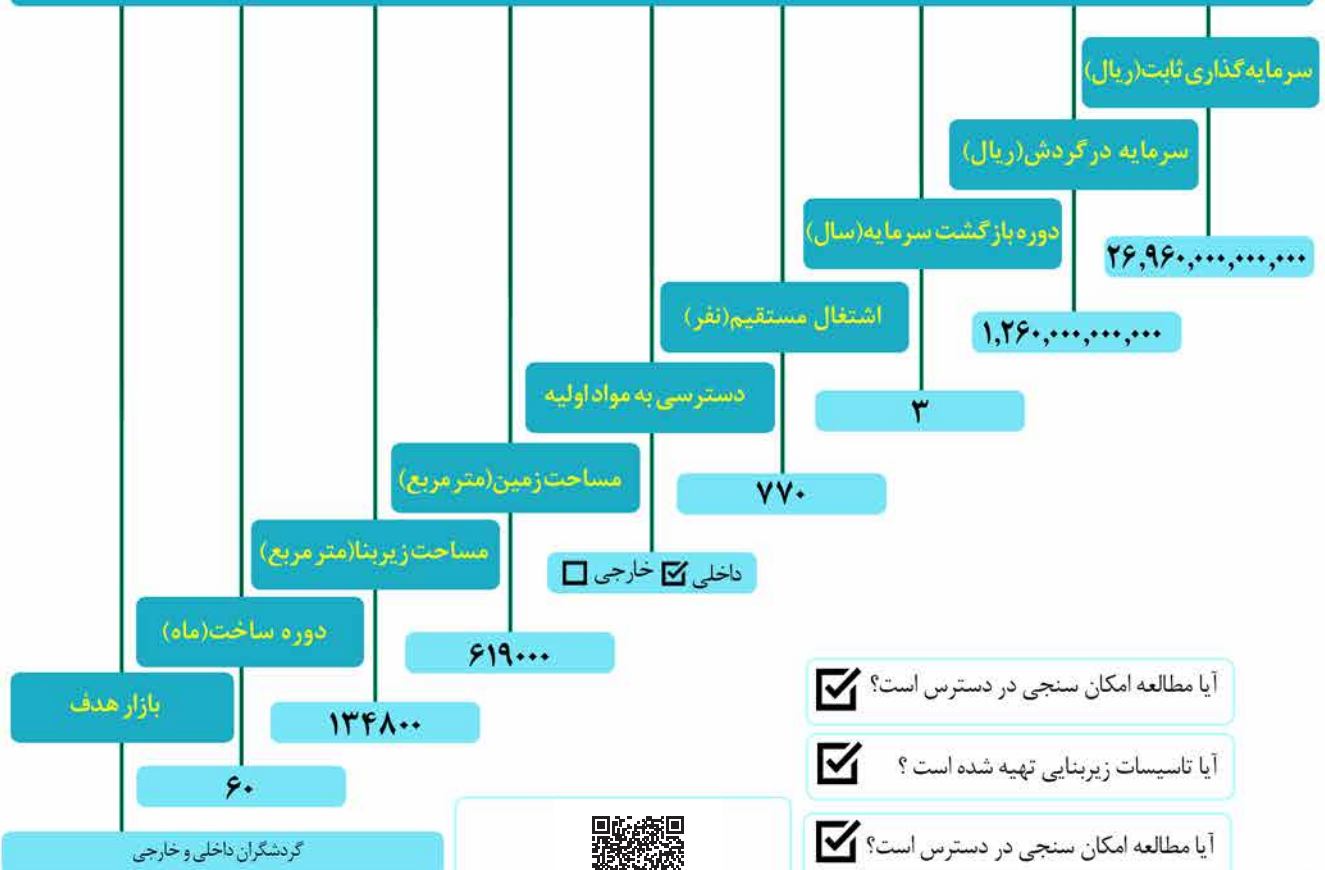 سرمایه‌گذاری ثابت(ریال)
۲۶,۹۶۰,۰۰۰,۰۰۰,۰۰۰
سرمایه در گردش(ریال)
۱,۲۶۰,۰۰۰,۰۰۰,۰۰۰
دوره بازگشت سرمایه(سال)
۳
اشتغال مستقیم(نفر)
۷۷۰
دسترسی به مواد اولیه
داخلی ☑ خارجی ☐
مساحت زمین(متر مربع)
۶۱۹۰۰۰
مساحت زیربنا(متر مربع)
۱۳۴۸۰۰
دوره ساخت(ماه)
۶۰
بازار هدف
گردشگران داخلی و خارجی
آیا مطالعه امکان سنجی در دسترس است؟ ☑
آیا تاسیسات زیربنایی تهیه شده است ؟ ☑
آیا مطالعه امکان سنجی در دسترس است؟ ☑